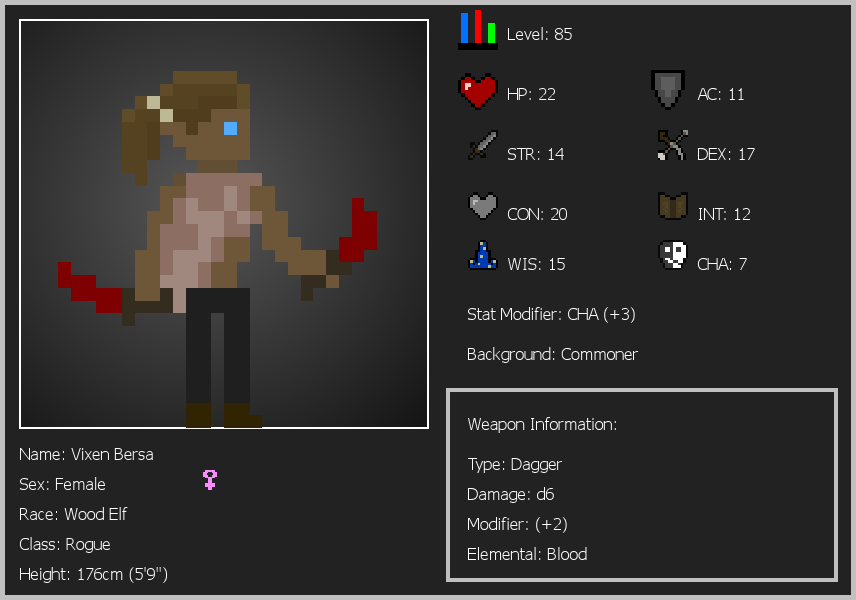 Level: 85
HP: 22
AC: 11
STR: 14
DEX: 17
CON: 20
INT: 12
WIS: 15
CHA: 7
Stat Modifier: CHA (+3)
Background: Commoner
Weapon Information:
Type: Dagger
Damage: d6
Modifier: (+2)
Elemental: Blood
Name: Vixen Bersa
Sex: Female
Race: Wood Elf
Class: Rogue
Height: 176cm (5'9")